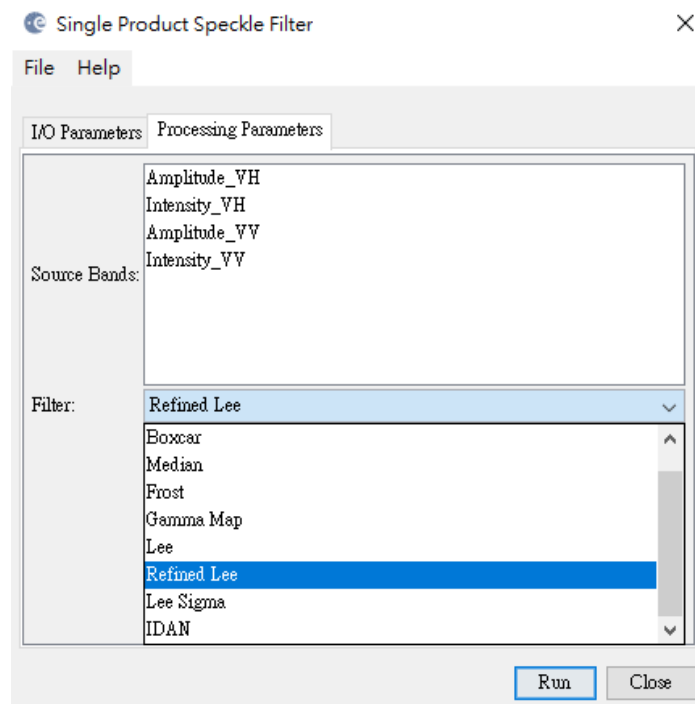 Single Product Speckle Filter
File Help
I/O Parameters Processing Parameters
Source Bands:
Amplitude_VH
Intensity_VH
Amplitude_VV
Intensity_VV
Filter: Refined Lee
Boxcar
Median
Frost
Gamma Map
Lee
Refined Lee
Lee Sigma
IDAN
Run Close